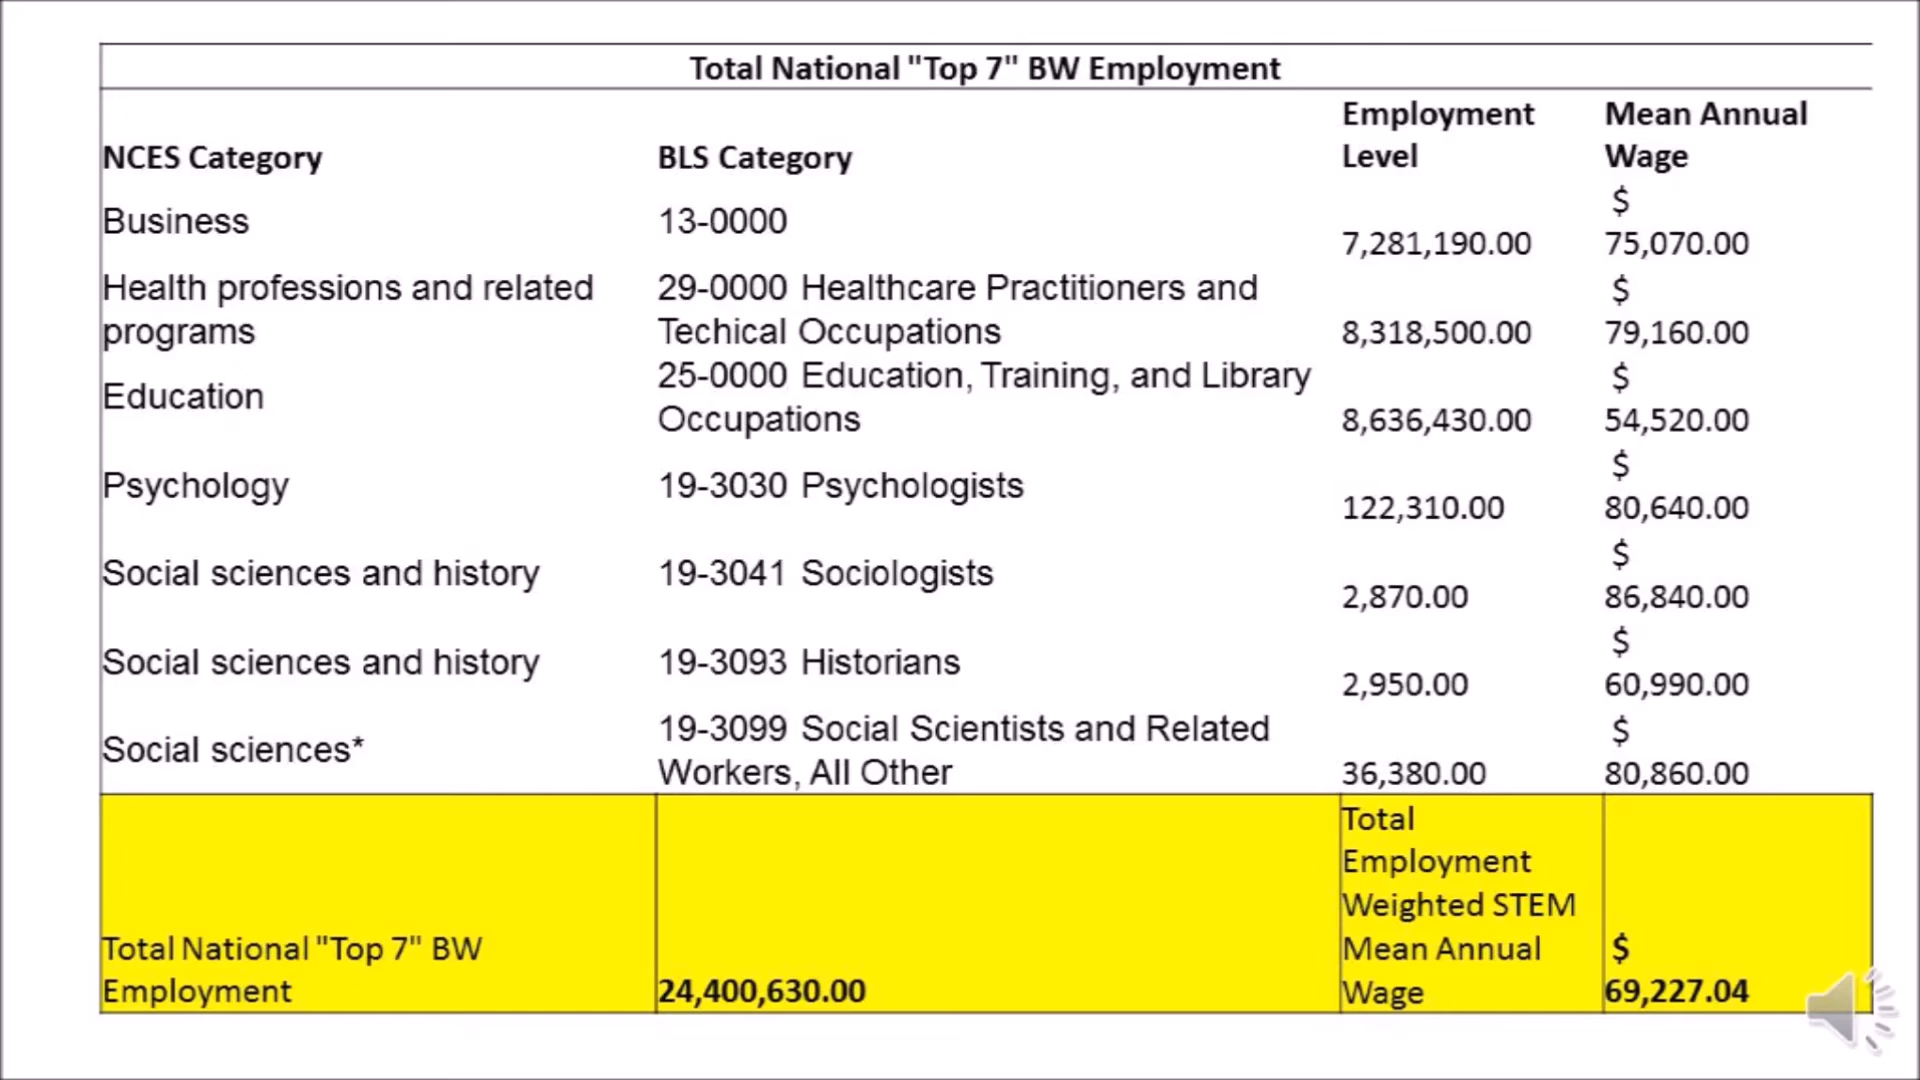 Total National "Top 7" BW Employment
NCES Category
BLS Category
Employment
Level
Mean Annual
Wage
Business
13-0000
7,281,190.00
$
75,070.00
Health professions and related
programs
29-0000 Healthcare Practitioners and
Techical Occupations
8,318,500.00
$
79,160.00
Education
25-0000 Education, Training, and Library
Occupations
8,636,430.00
$
54,520.00
Psychology
19-3030 Psychologists
122,310.00
$
80,640.00
Social sciences and history
19-3041 Sociologists
2,870.00
$
86,840.00
Social sciences and history
19-3093 Historians
2,950.00
$
60,990.00
Social sciences*
19-3099 Social Scientists and Related
Workers, All Other
36,380.00
$
80,860.00
Total National "Top 7" BW
Employment
24,400,630.00
Total
Employment
Weighted STEM
Mean Annual
Wage
$
69,227.04